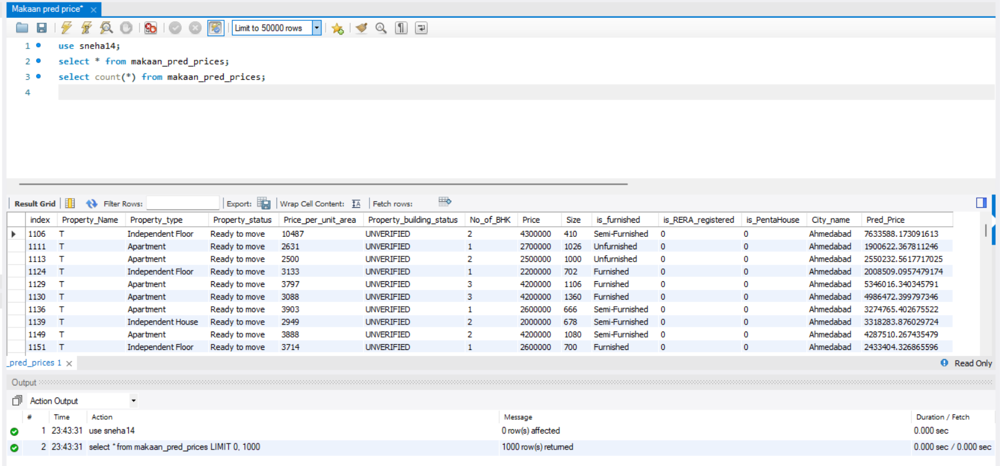 Makaan pred price*
Limit to 50000 rows
1 use sneha14;
2 select * from makaan_pred_prices;
3 select count(*) from makaan_pred_prices;
4
Result Grid Filter Rows: Export: Wrap Cell Content: Fetch rows:
index Property_Name Property_type Property_status Price_per_unit_area Property_building_status No_of_BHK Price Size is_furnished is_RERA_registered is_PentaHouse City_name Pred_Price
1106 T Independent Floor Ready to move 10487 UNVERIFIED 2 4300000 410 Semi-Furnished 0 0 Ahmedabad 7633588.173091613
1111 T Apartment Ready to move 2631 UNVERIFIED 1 2700000 1026 Unfurnished 0 0 Ahmedabad 1900622.367811246
1113 T Apartment Ready to move 2500 UNVERIFIED 2 2500000 1000 Unfurnished 0 0 Ahmedabad 2550232.5617717025
1124 T Independent Floor Ready to move 3133 UNVERIFIED 1 2200000 702 Furnished 0 0 Ahmedabad 2008509.0957479174
1129 T Apartment Ready to move 3797 UNVERIFIED 3 4200000 1106 Furnished 0 0 Ahmedabad 5346016.340345791
1130 T Apartment Ready to move 3088 UNVERIFIED 3 4200000 1360 Furnished 0 0 Ahmedabad 4986472.399797346
1136 T Apartment Ready to move 3903 UNVERIFIED 1 2600000 666 Semi-Furnished 0 0 Ahmedabad 3274765.402675522
1139 T Independent House Ready to move 2949 UNVERIFIED 2 2000000 678 Semi-Furnished 0 0 Ahmedabad 3318283.876029724
1149 T Apartment Ready to move 3888 UNVERIFIED 2 4200000 1080 Semi-Furnished 0 0 Ahmedabad 4287510.267435479
1151 T Independent Floor Ready to move 3714 UNVERIFIED 1 2600000 700 Furnished 0 0 Ahmedabad 2433404.326865596
_pred_prices 1 Read Only
Output
Action Output
# Time Action Message Duration / Fetch
1 23:43:31 use sneha14 0 row(s) affected 0.000 sec
2 23:43:31 select * from makaan_pred_prices LIMIT 0, 1000 1000 row(s) returned 0.000 sec / 0.000 sec